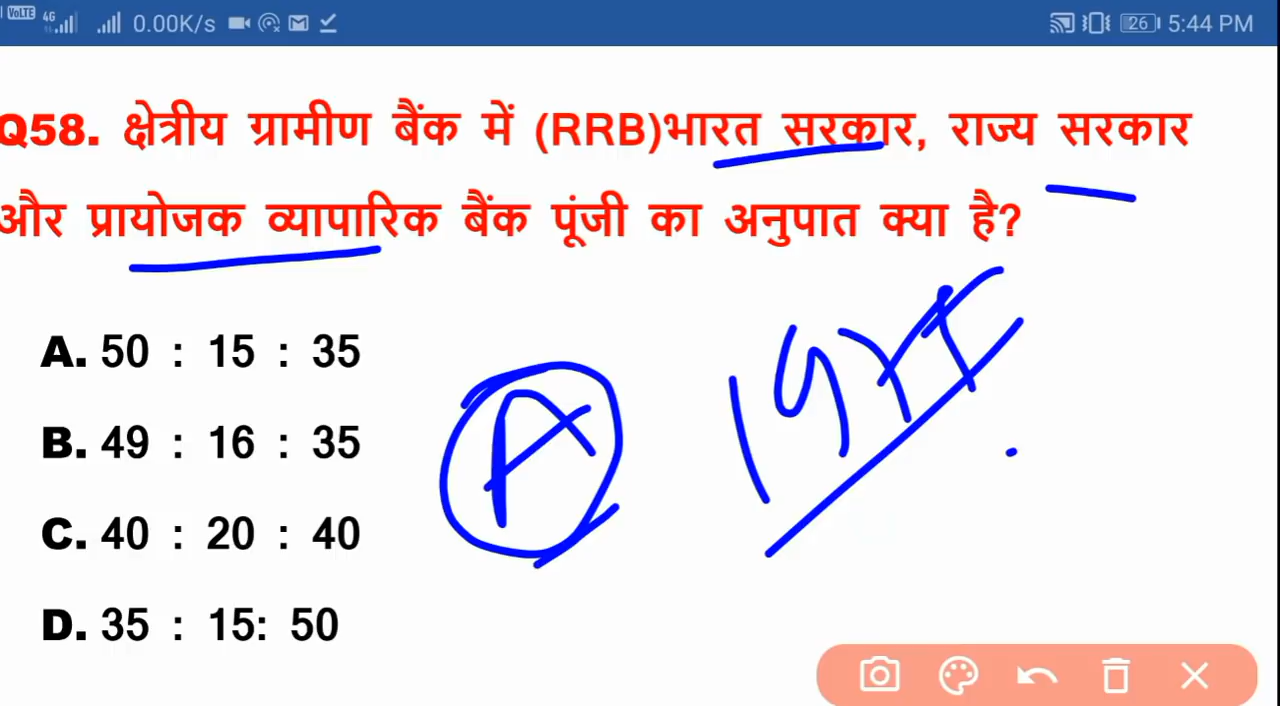 VoLTE 4G 0.00K/s 26 5:44 PM
Q58. क्षेत्रीय ग्रामीण बैंक में (RRB)भारत सरकार, राज्य सरकार
और प्रायोजक व्यापारिक बैंक पूंजी का अनुपात क्या है?
A. 50 : 15 : 35
B. 49 : 16 : 35
C. 40 : 20 : 40
D. 35 : 15: 50
A